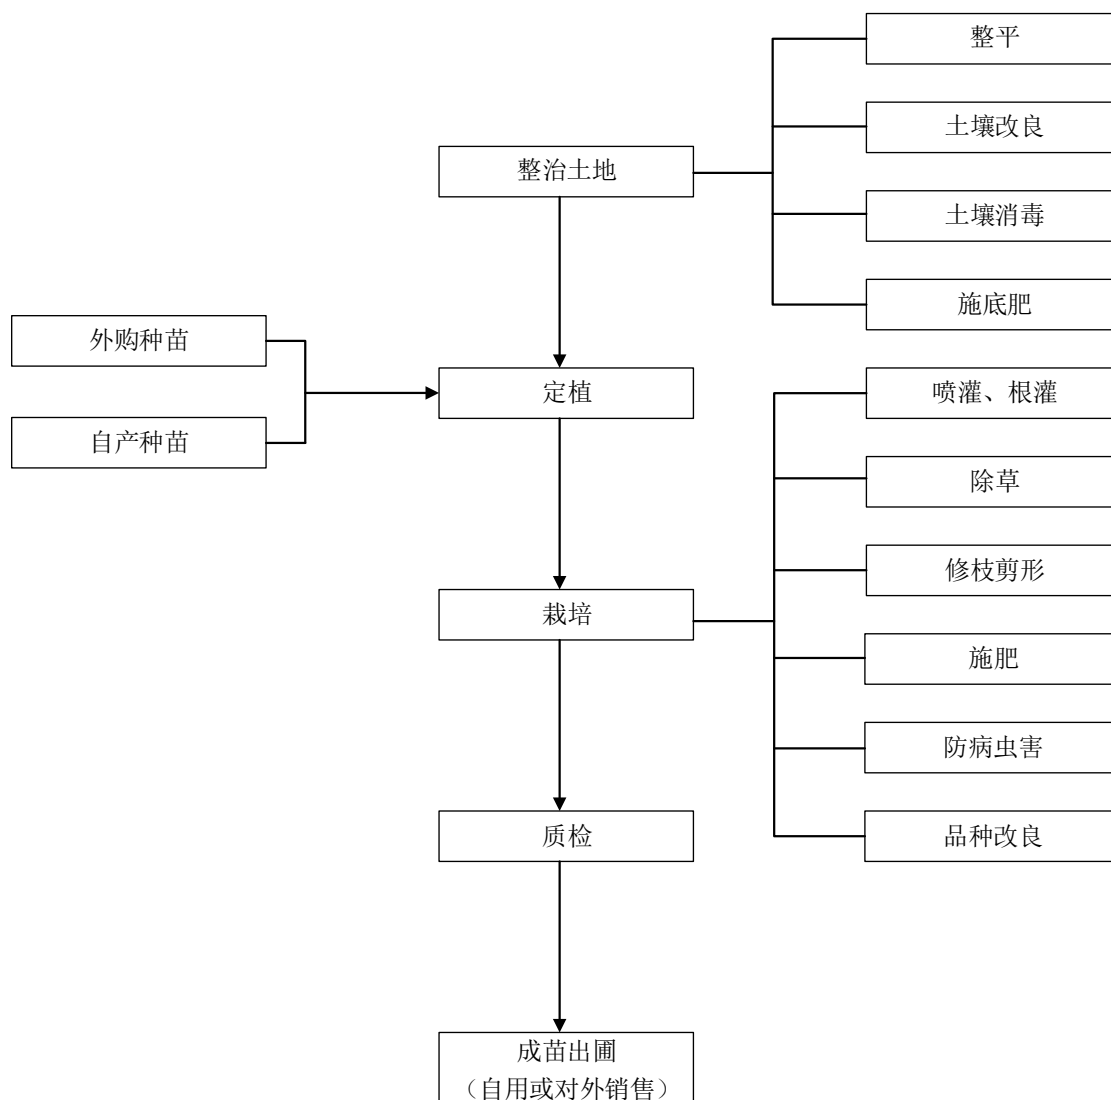 整平
土壤改良
整治土地
土壤消毒
施底肥
外购种苗
定植
自产种苗
喷灌、根灌
除草
修枝剪形
栽培
施肥
防病虫害
质检
品种改良
成苗出圃
（自用或对外销售）